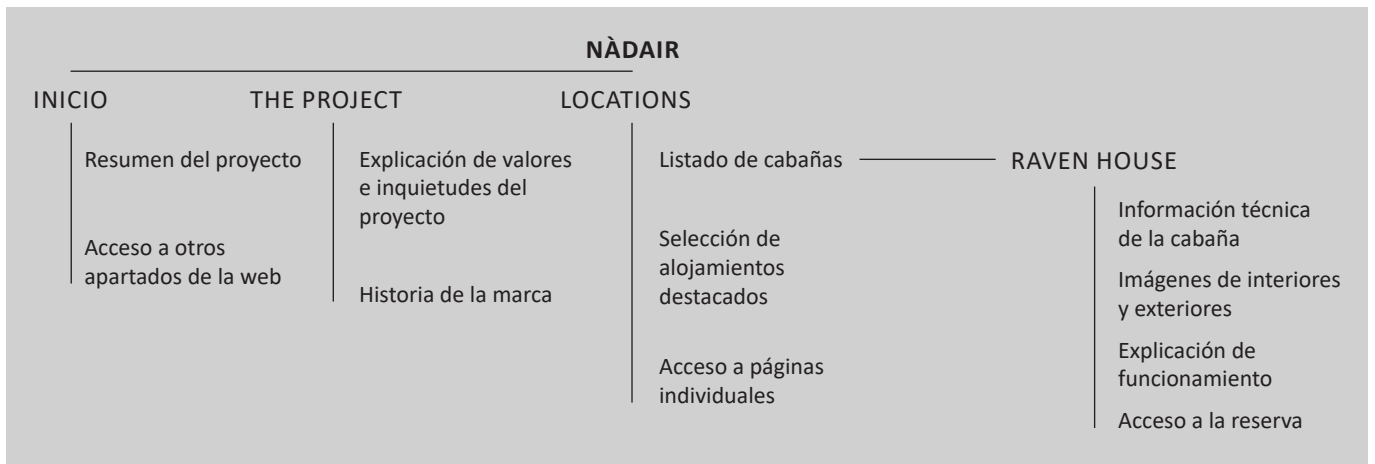 NÀDAIR
INICIO
Resumen del proyecto
Acceso a otros
apartados de la web
THE PROJECT
Explicación de valores
e inquietudes del
proyecto
Historia de la marca
LOCATIONS
Listado de cabañas
Selección de
alojamientos
destacados
Acceso a páginas
individuales
RAVEN HOUSE
Información técnica
de la cabaña
Imágenes de interiores
y exteriores
Explicación de
funcionamiento
Acceso a la reserva